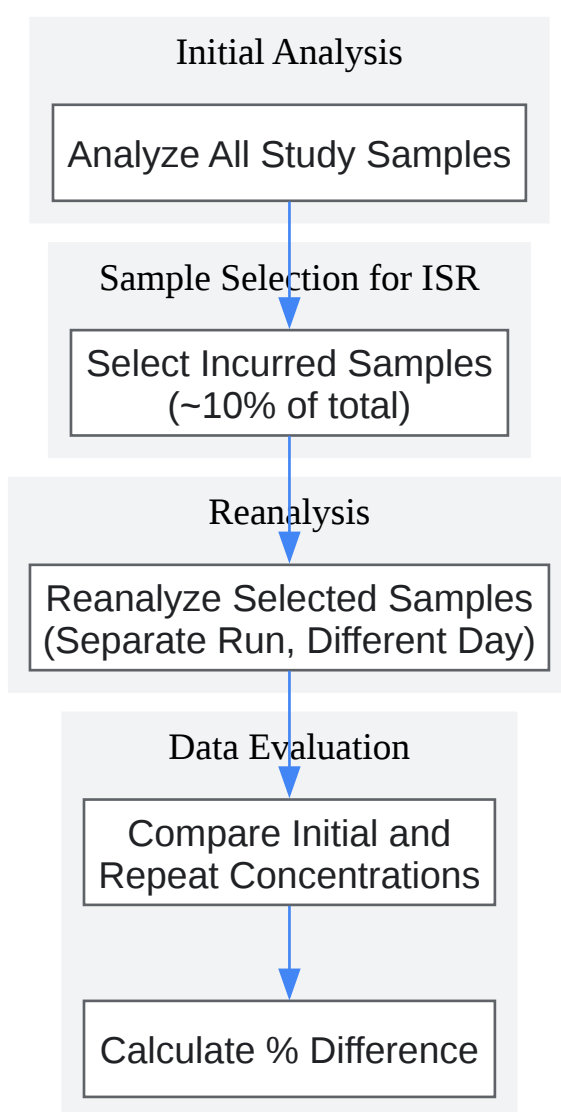 Initial Analysis
Analyze All Study Samples
Sample Selection for ISR
Select Incurred Samples
(~10% of total)
Reanalysis
Reanalyze Selected Samples
(Separate Run, Different Day)
Data Evaluation
Compare Initial and
Repeat Concentrations
Calculate % Difference